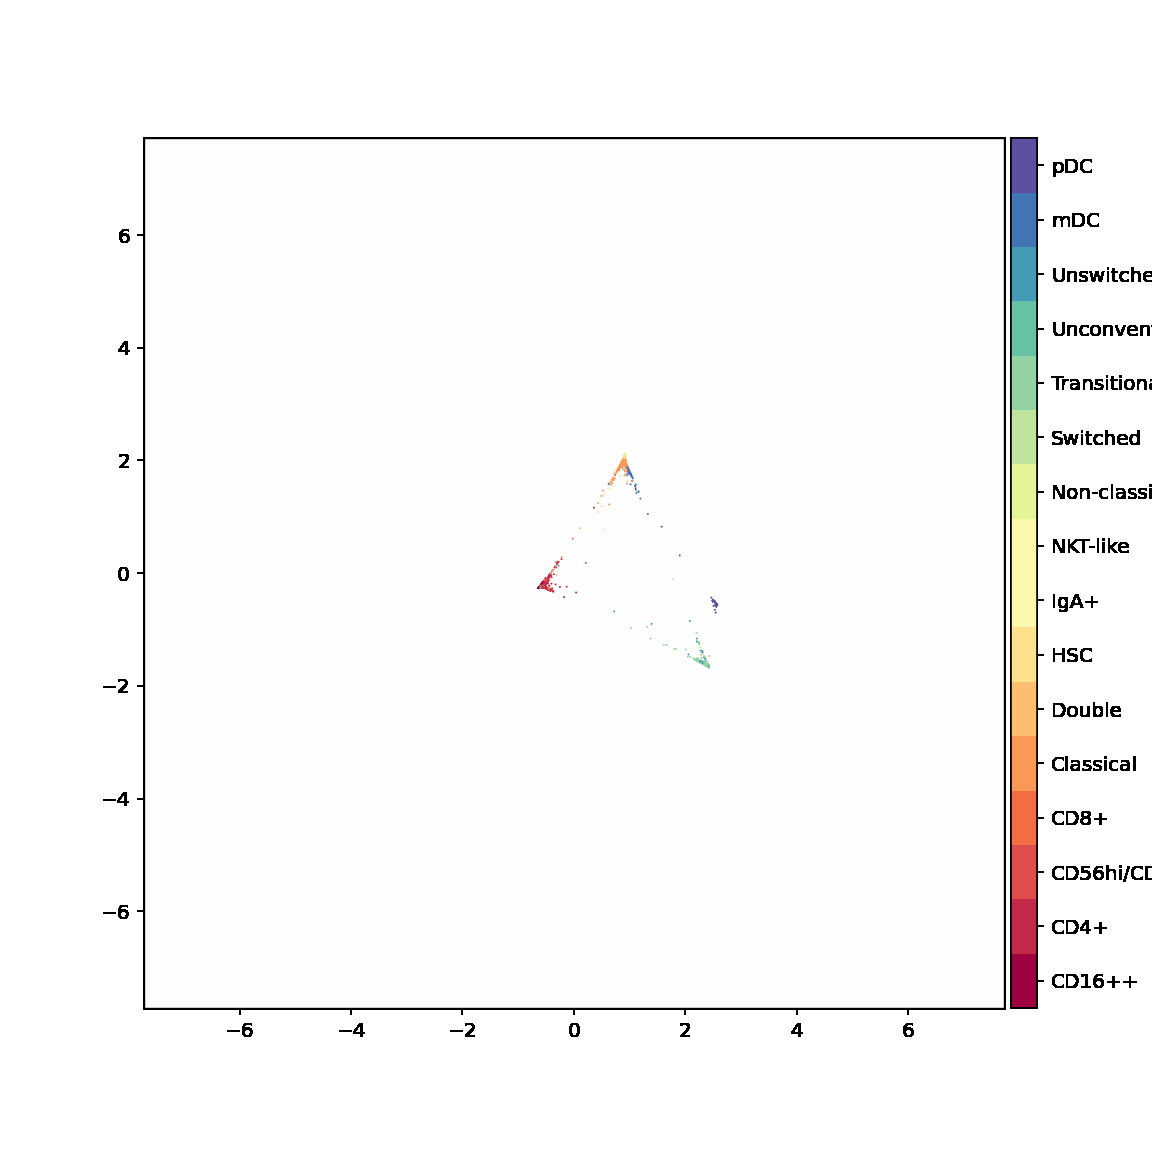 6
4
2
0
−2
−4
−6
−6
−4
−2
0
2
4
6
pDC
mDC
Unswitche
Unconven
Transitiona
Switched
Non-classi
NKT-like
IgA+
HSC
Double
Classical
CD8+
CD56hi/CD
CD4+
CD16++